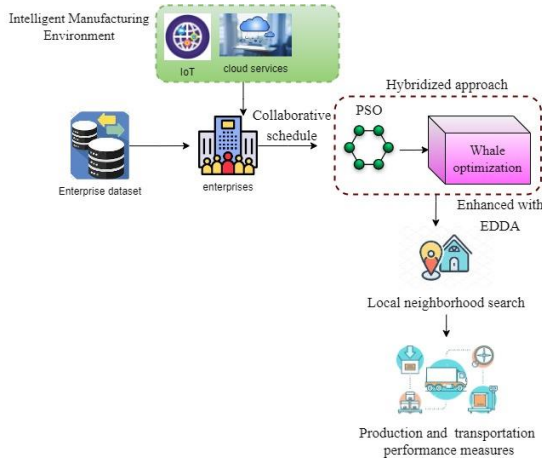 Intelligent Manufacturing
Environment
IoT
cloud services
Hybridized approach
Collaborative
schedule
PSO
Whale
optimization
Enterprise dataset
enterprises
Enhanced with
EDDA
Local neighborhood search
Production and transportation
performance measures